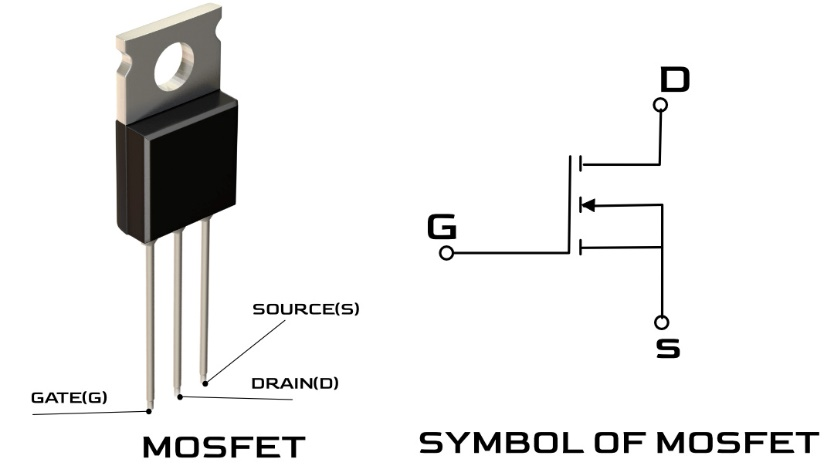 D
G
SOURCE(S)
S
DRAIN(D)
GATE(G)
MOSFET
SYMBOL OF MOSFET